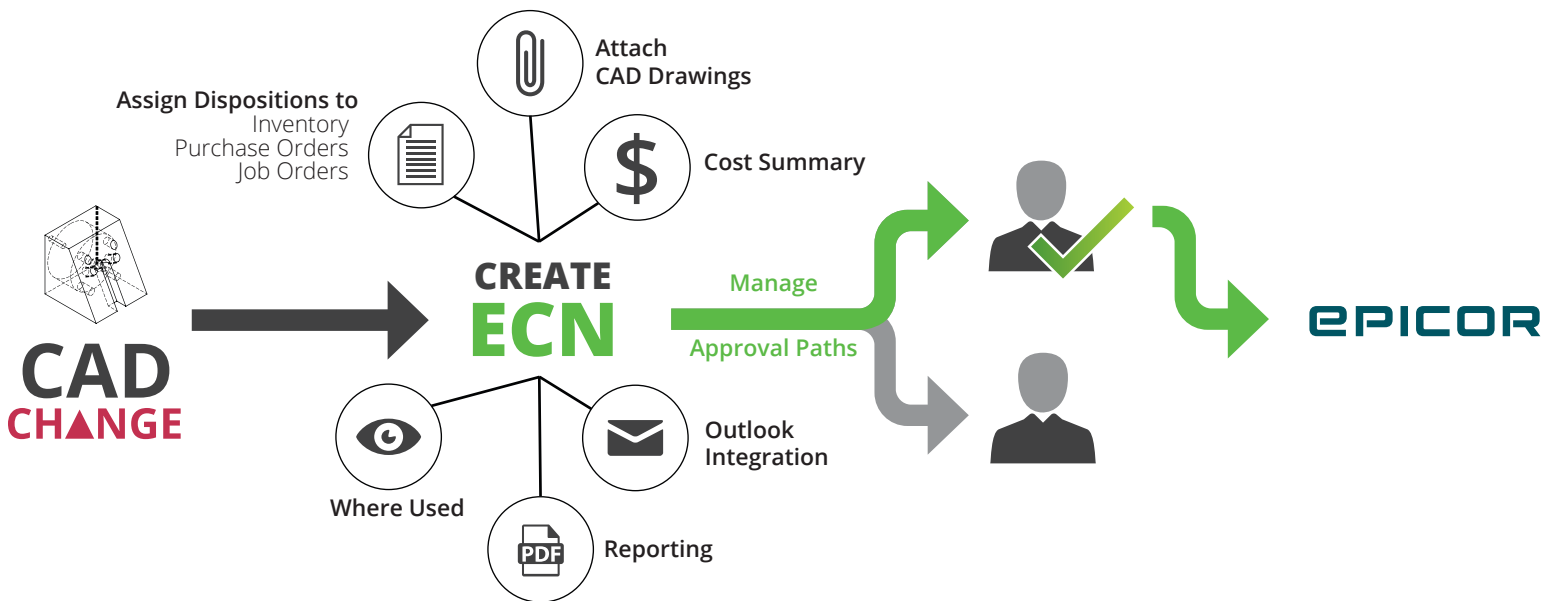 Attach
CAD Drawings
Assign Dispositions to
Inventory
Purchase Orders
Job Orders
$
Cost Summary
CAD
CHANGE
CREATE
ECN
Manage
Approval Paths
EPICOR
Where Used
Outlook
Integration
PDF
Reporting